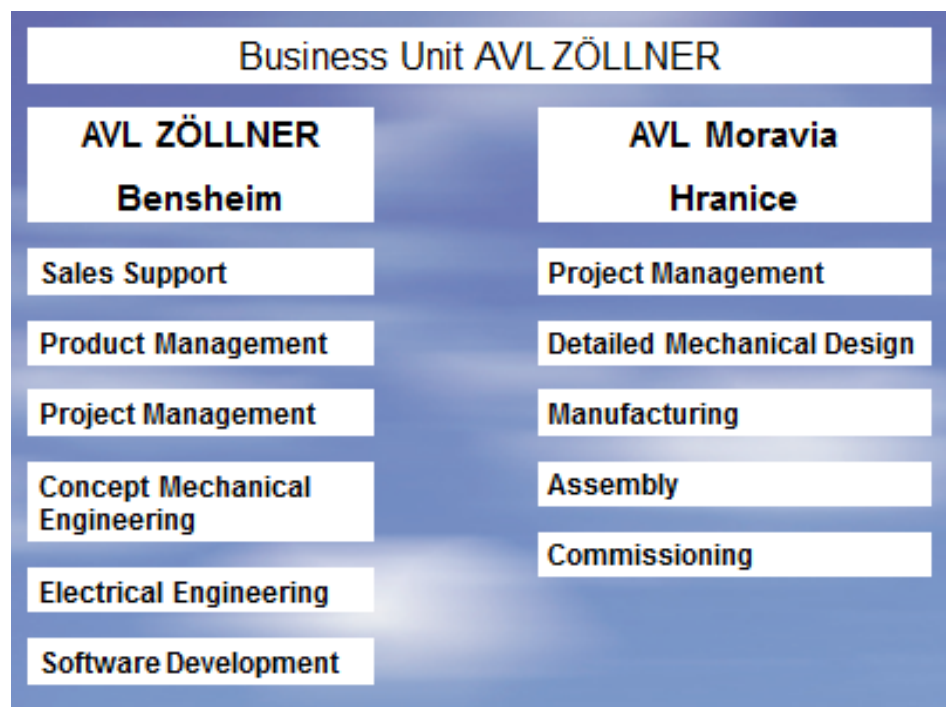 Business Unit AVL ZÖLLNER
AVL ZÖLLNER
Bensheim
Sales Support
Product Management
Project Management
Concept Mechanical
Engineering
Electrical Engineering
Software Development
AVL Moravia
Hranice
Project Management
Detailed Mechanical Design
Manufacturing
Assembly
Commissioning